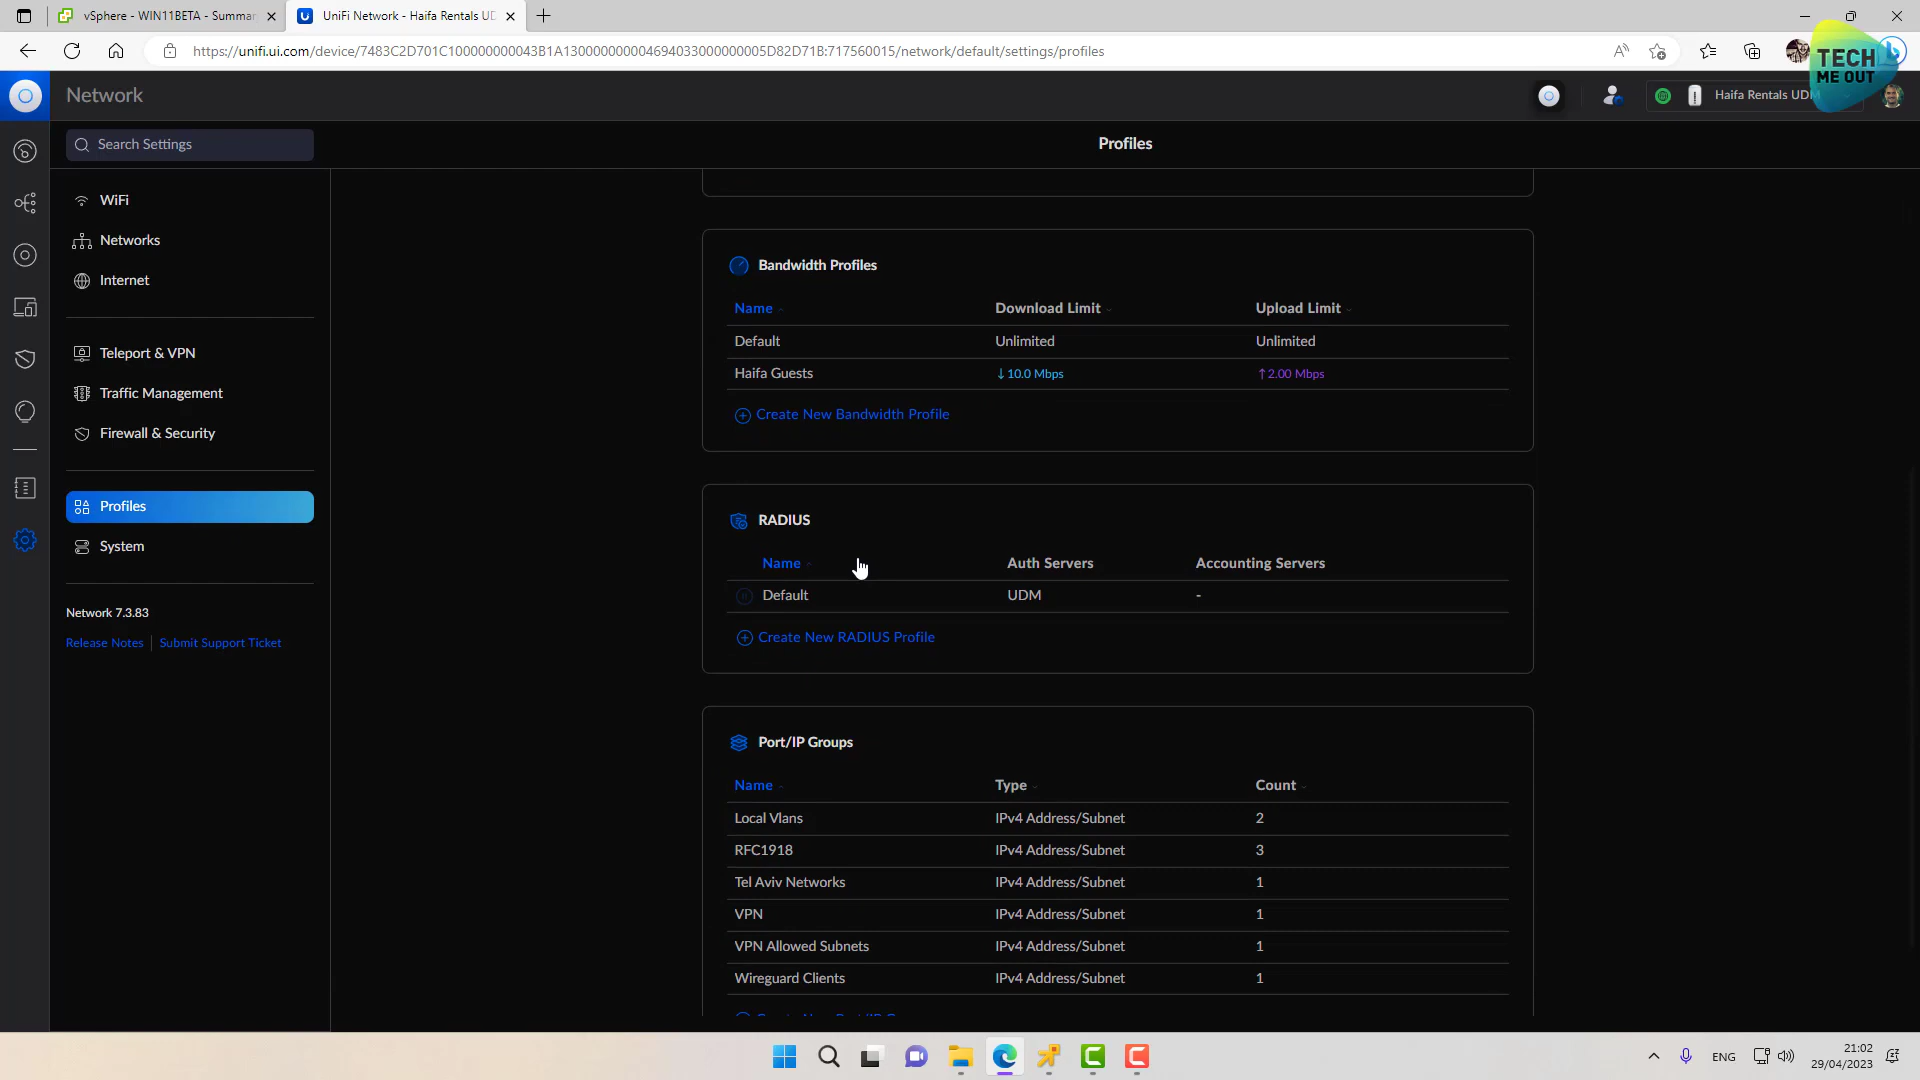 vSphere - WIN11BETA - Summar
UniFi Network - Haifa Rentals UD
https://unifi.ui.com/device/7483C2D701C100000000043B1A130000000004694033000000005D82D71B:717560015/network/default/settings/profiles
TECH
ME OUT
Network
Haifa Rentals UDM
Search Settings
Profiles
WiFi
Networks
Internet
Teleport & VPN
Traffic Management
Firewall & Security
Profiles
System
Network 7.3.83
Release Notes | Submit Support Ticket
Bandwidth Profiles
Name Download Limit Upload Limit
Default Unlimited Unlimited
Haifa Guests ↓10.0 Mbps ↑2.00 Mbps
Create New Bandwidth Profile
RADIUS
Name Auth Servers Accounting Servers
Default UDM -
Create New RADIUS Profile
Port/IP Groups
Name Type Count
Local Vlans IPv4 Address/Subnet 2
RFC1918 IPv4 Address/Subnet 3
Tel Aviv Networks IPv4 Address/Subnet 1
VPN IPv4 Address/Subnet 1
VPN Allowed Subnets IPv4 Address/Subnet 1
Wireguard Clients IPv4 Address/Subnet 1
ENG
21:02
29/04/2023